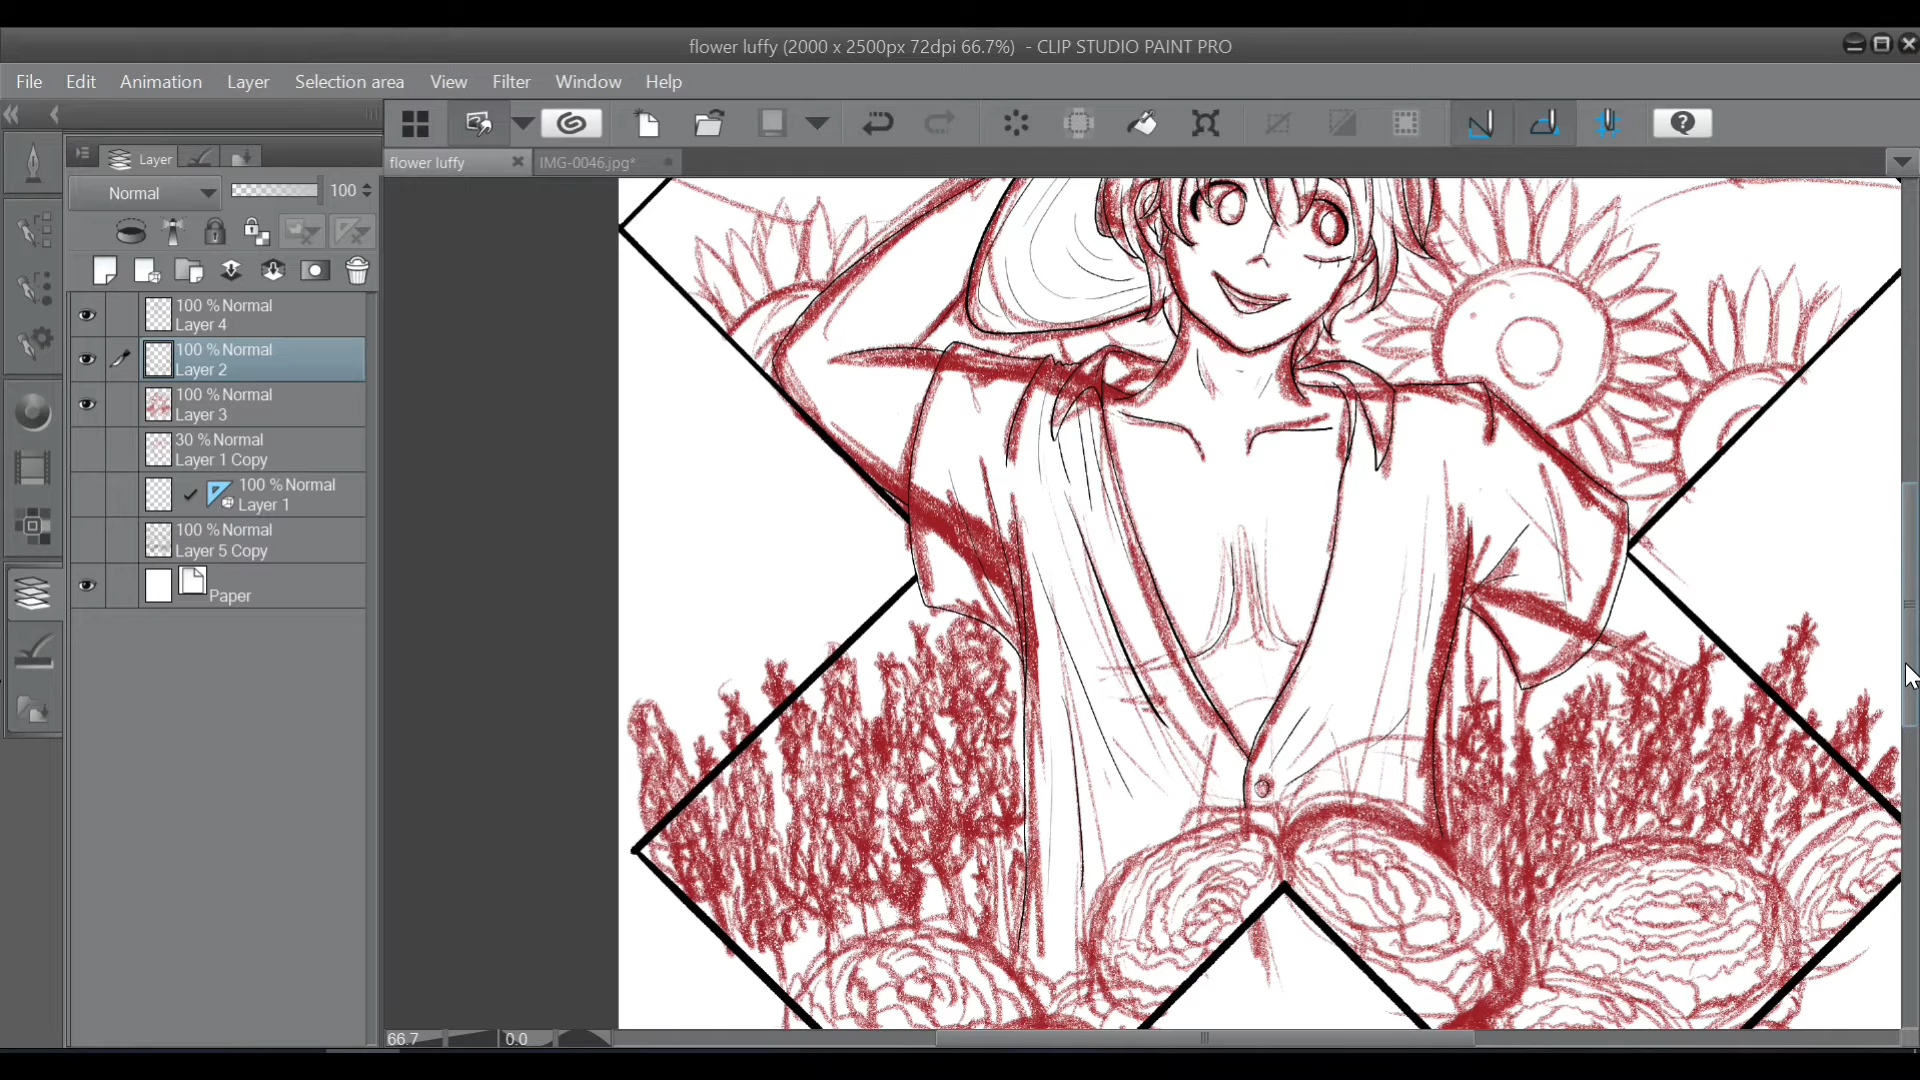 flower luffy (2000 x 2500px 72dpi 66.7%) - CLIP STUDIO PAINT PRO
File Edit Animation Layer Selection area View Filter Window Help
Layer
flower luffy
IMG-0046.jpg*
Normal 100
100 %Normal
Layer 4
100 %Normal
Layer 2
100 %Normal
Layer 3
30 %Normal
Layer 1 Copy
100 %Normal
Layer 1
100 %Normal
Layer 5 Copy
Paper
66.7 0.0